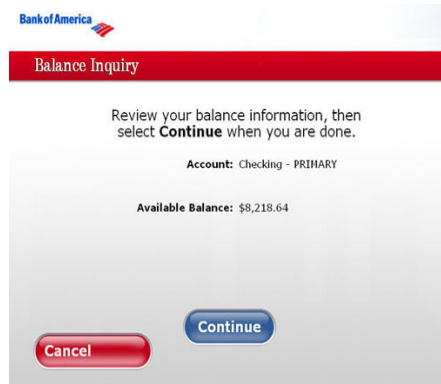 Bank of America
Balance Inquiry
Review your balance information, then
select Continue when you are done.
Account: Checking - PRIMARY
Available Balance: $8,218.64
Continue
Cancel